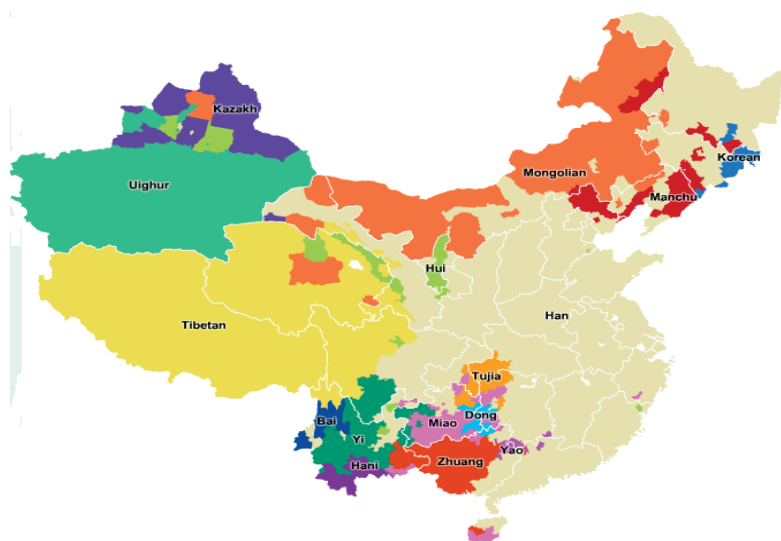 Kazakh
Uighur
Mongolian
Korean
Manchu
Hui
Tibetan
Han
Tujia
Dong
Miao
Bai
Yi
Hani
Zhuang
Yao